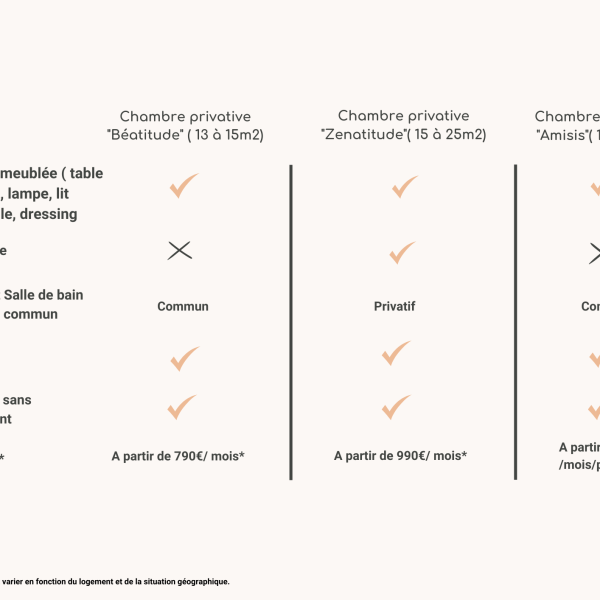 Chambre privative
"Béatitude" ( 13 à 15m2)
Chambre privative
"Zenatitude"( 15 à 25m2)
Chambre
"Amisis"( 1
meublée ( table
, lampe, lit
le, dressing
e
Salle de bain
commun
Commun
Privatif
Con
sans
nt
*
A partir de 790€/ mois*
A partir de 990€/ mois*
A partir
/mois/p
varier en fonction du logement et de la situation géographique.